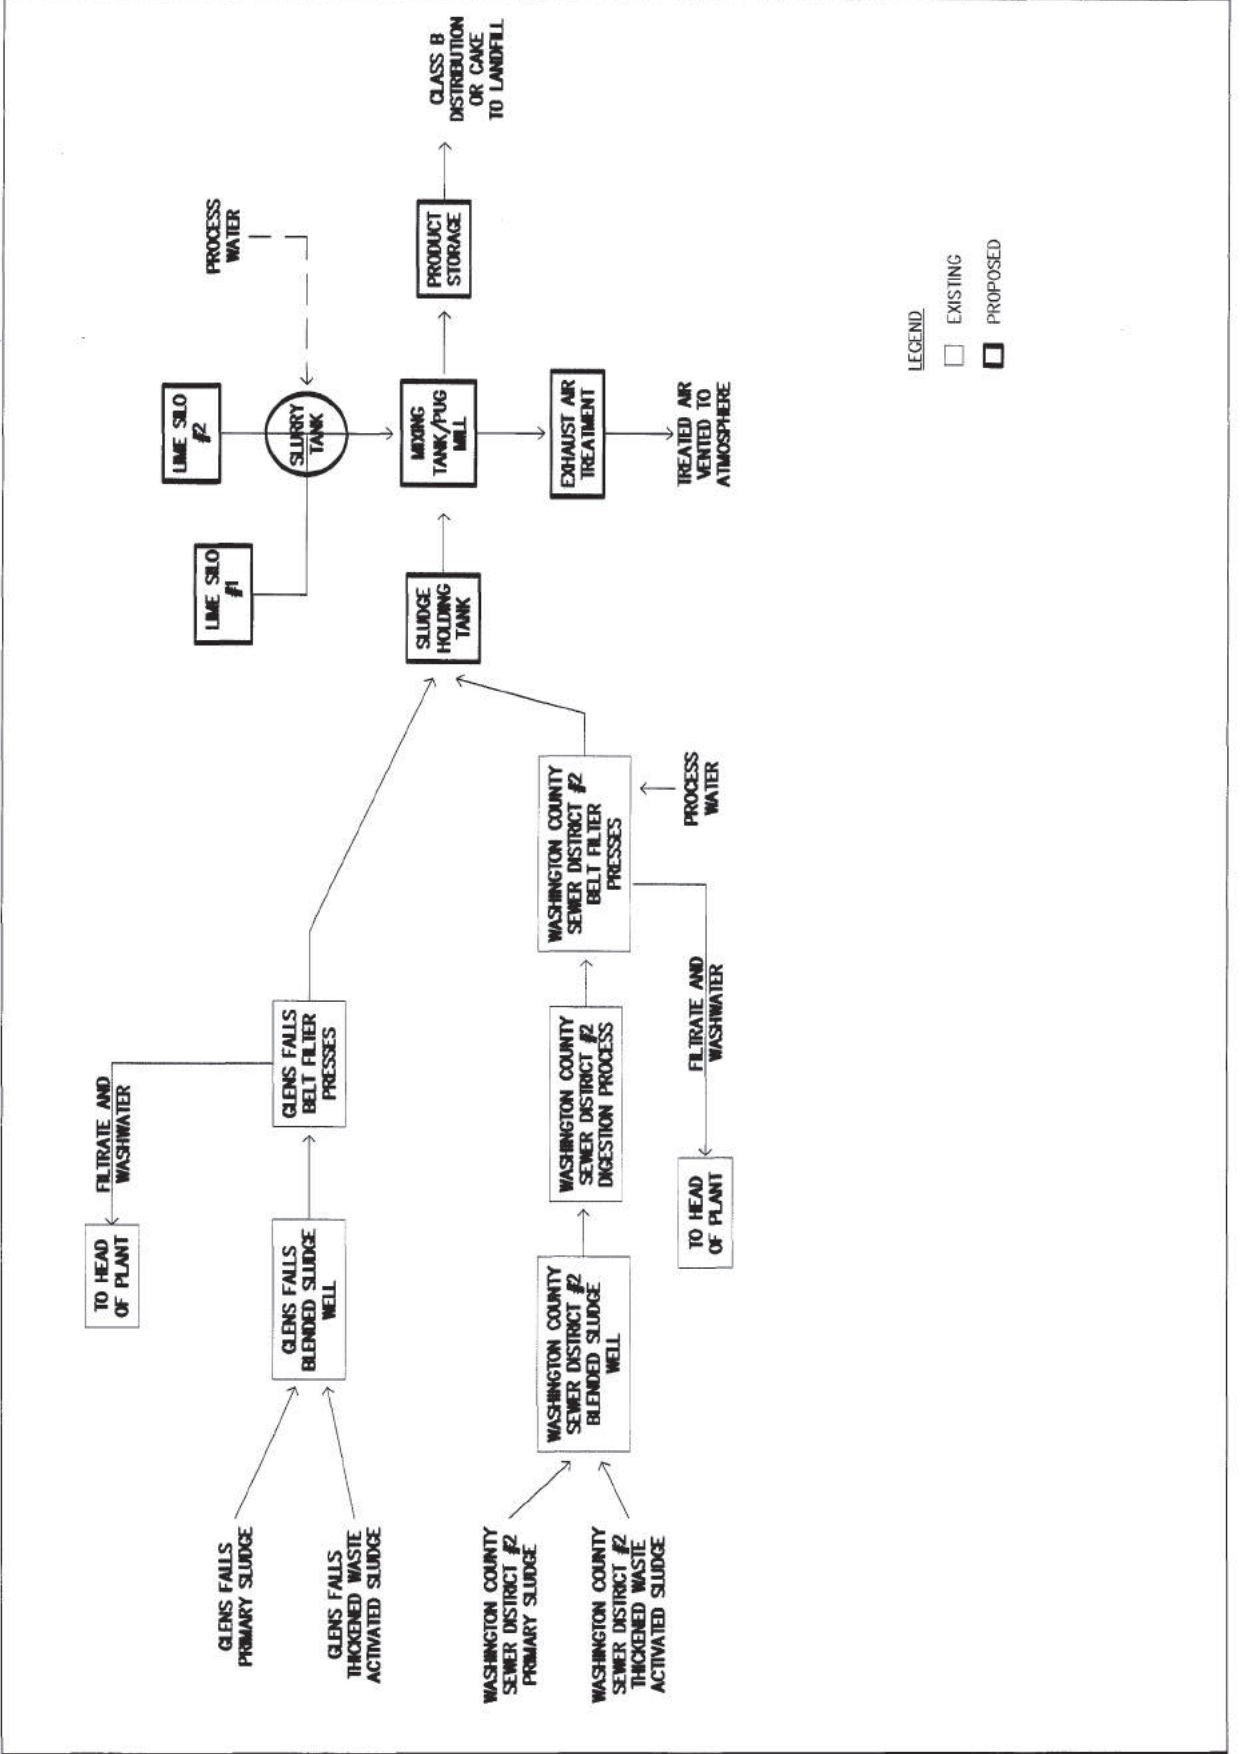 GLENS FALLS
PRIMARY SLUDGE
GLENS FALLS
THICKENED WASTE
ACTIVATED SLUDGE
TO HEAD
OF PLANT
FILTRATE AND
WASHWATER
GLENS FALLS
BLENDED SLUDGE
WELL
GLENS FALLS
BELT FILTER
PRESSES
WASHINGTON COUNTY
SEWER DISTRICT #2
PRIMARY SLUDGE
WASHINGTON COUNTY
SEWER DISTRICT #2
THICKENED WASTE
ACTIVATED SLUDGE
WASHINGTON COUNTY
SEWER DISTRICT #2
BLENDED SLUDGE
WELL
WASHINGTON COUNTY
SEWER DISTRICT #2
DIGESTION PROCESS
WASHINGTON COUNTY
SEWER DISTRICT #2
BELT FILTER
PRESSES
TO HEAD
OF PLANT
FILTRATE AND
WASHWATER
PROCESS
WATER
LIME SILO
#1
LIME SILO
#2
PROCESS
WATER
SLURRY
TANK
SLUDGE
HOLDING
TANK
MIXING
TANK/PUG
MILL
PRODUCT
STORAGE
CLASS B
DISTRIBUTION
OR CAKE
TO LANDFILL
EXHAUST AIR
TREATMENT
TREATED AIR
VENTED TO
ATMOSPHERE
LEGEND
EXISTING
PROPOSED